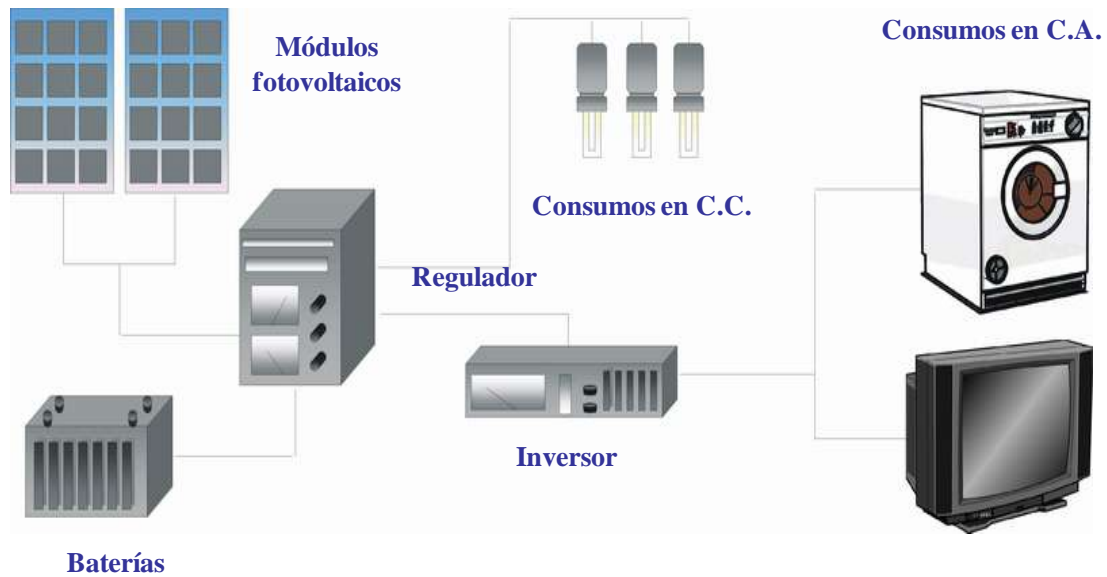 Módulos
fotovoltaicos
Consumos en C.A.
Consumos en C.C.
Regulador
Inversor
Baterías